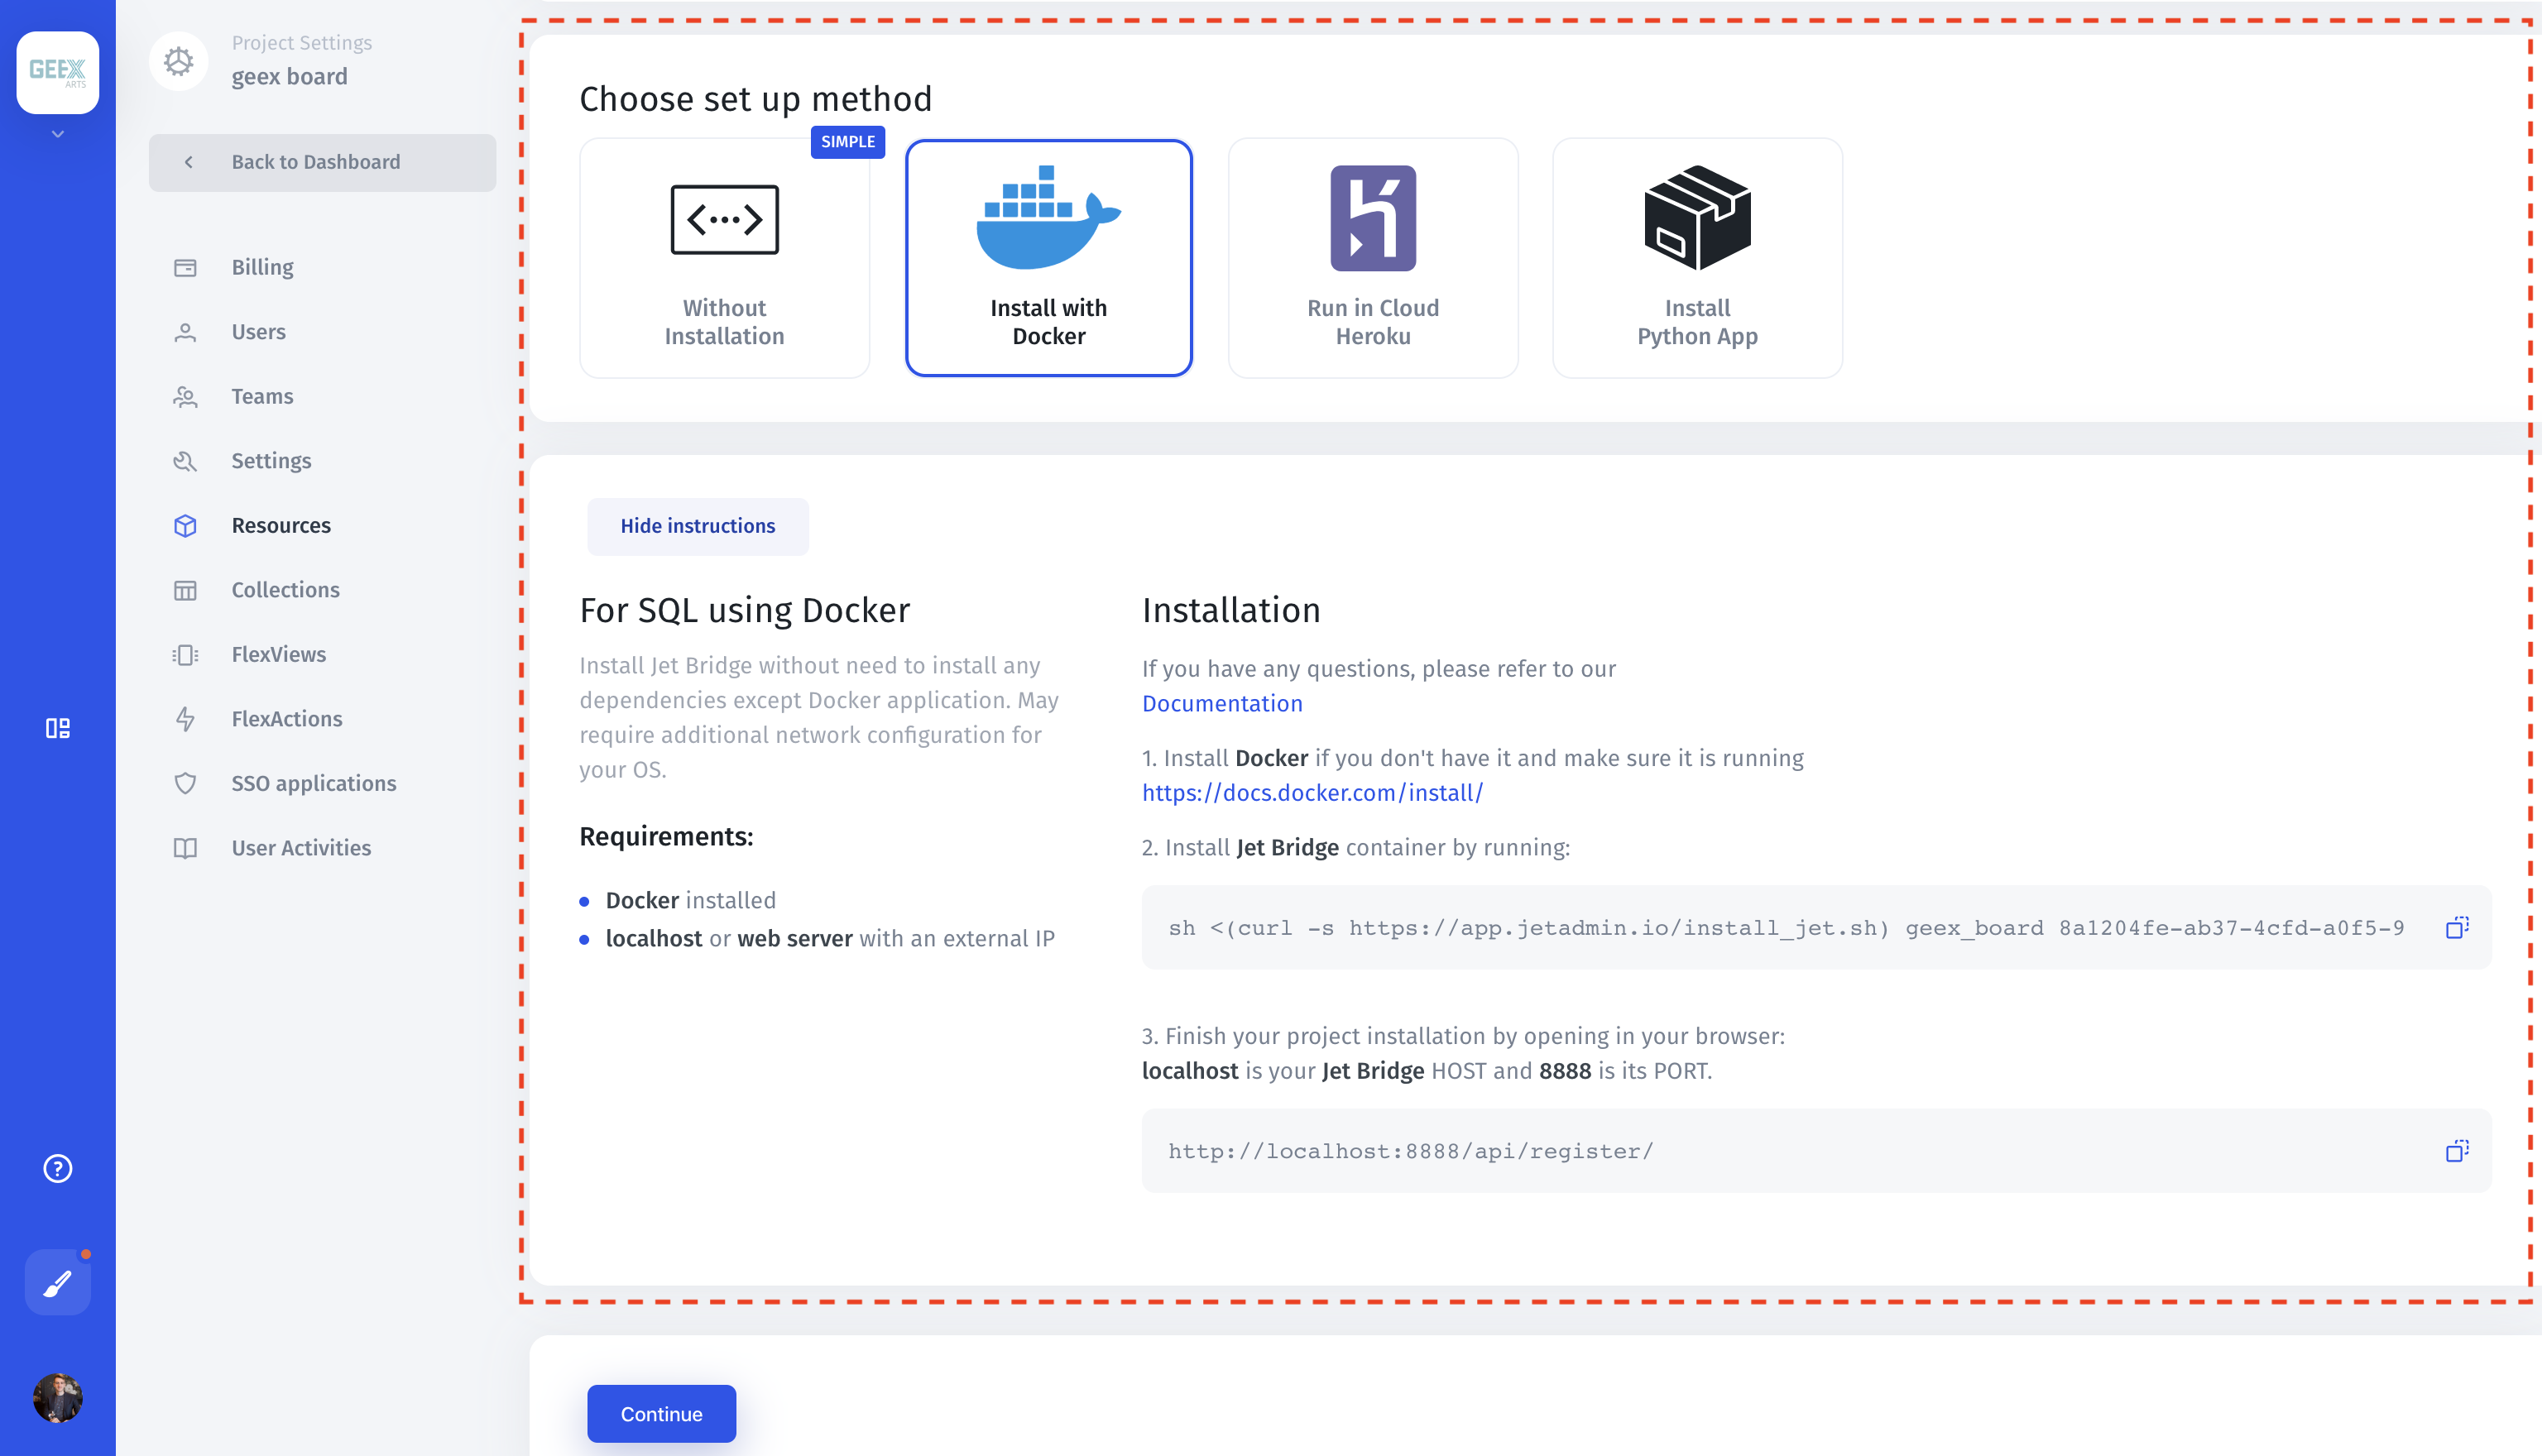 GEEX
ARTS
Project Settings
geex board
Back to Dashboard
Billing
Users
Teams
Settings
Resources
Collections
FlexViews
FlexActions
SSO applications
User Activities
Choose set up method
SIMPLE
Without
Installation
Install with
Docker
Run in Cloud
Heroku
Install
Python App
Hide instructions
For SQL using Docker
Install Jet Bridge without need to install any
dependencies except Docker application. May
require additional network configuration for
your OS.
Requirements:
Docker installed
localhost or web server with an external IP
Installation
If you have any questions, please refer to our
Documentation
1. Install Docker if you don't have it and make sure it is running
https://docs.docker.com/install/
2. Install Jet Bridge container by running:
sh <(curl -s https://app.jetadmin.io/install_jet.sh) geex_board 8a1204fe-ab37-4cfd-a0f5-9
3. Finish your project installation by opening in your browser:
localhost is your Jet Bridge HOST and 8888 is its PORT.
http://localhost:8888/api/register/
Continue